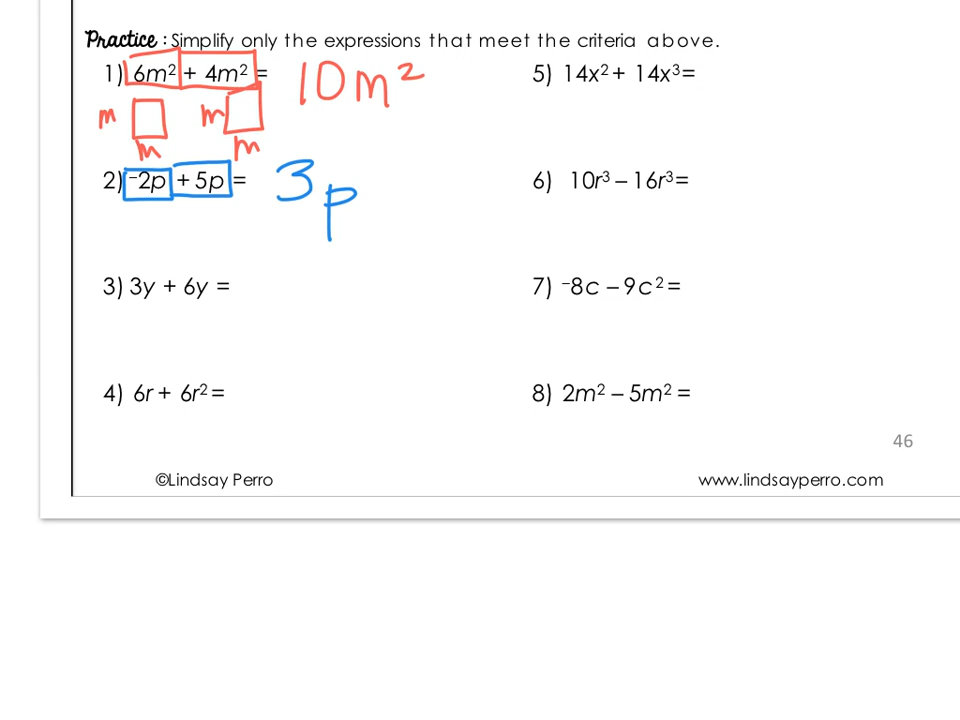 Practice : Simplify only the expressions that meet the criteria above.
1) 6m² + 4m² = 10m²
m m
m m
2) ⁻2p + 5p = 3p
3) 3y + 6y =
4) 6r + 6r² =
5) 14x² + 14x³ =
6) 10r³ – 16r³ =
7) ⁻8c – 9c² =
8) 2m² – 5m² =
46
©Lindsay Perro
www.lindsayperro.com